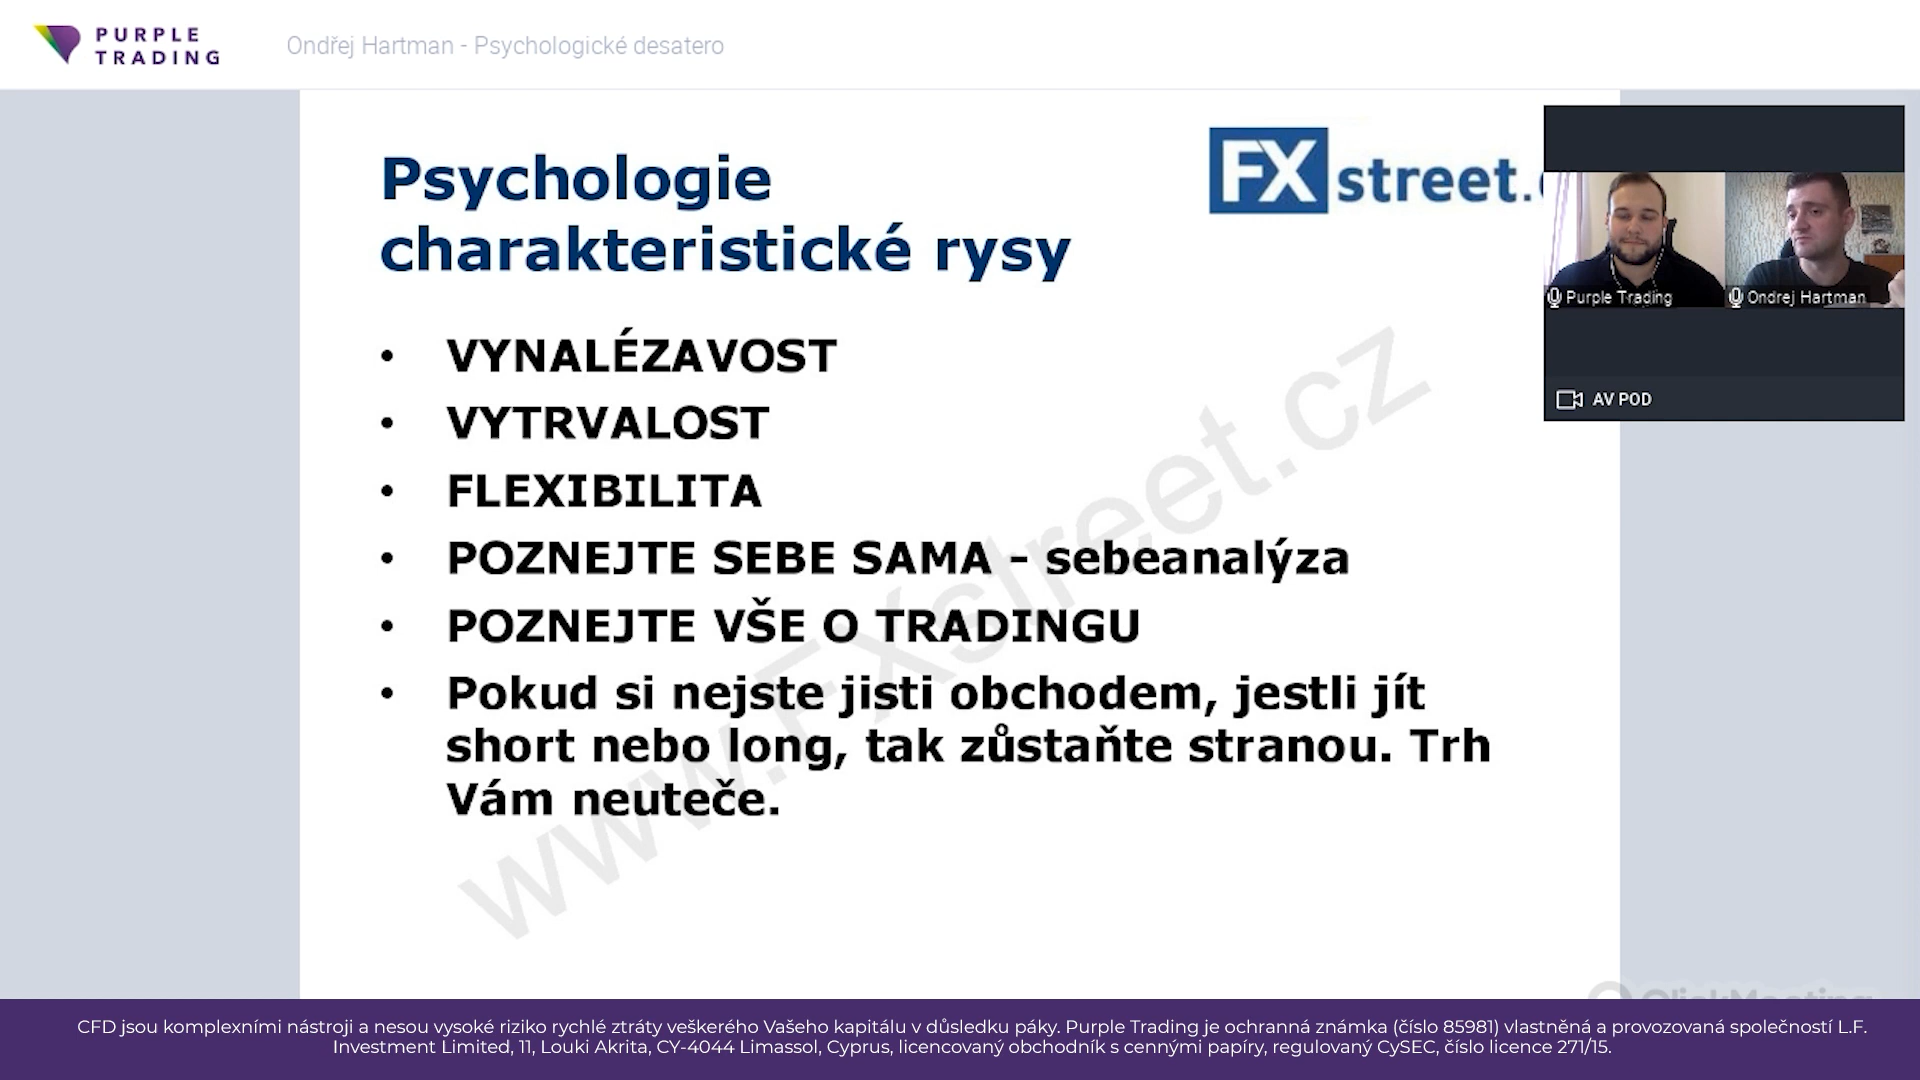 PURPLE
TRADING
Ondřej Hartman - Psychologické desatero
Psychologie
charakteristické rysy
FXstreet.
VYNALÉZAVOST
VYTRVALOST
FLEXIBILITA
POZNEJTE SEBE SAMA - sebeanalýza
POZNEJTE VŠE O TRADINGU
Pokud si nejste jisti obchodem, jestli jít
short nebo long, tak zůstaňte stranou. Trh
Vám neuteče.
www.FXstreet.cz
Purple Trading
Ondrej Hartman
AV POD
CFD jsou komplexními nástroji a nesou vysoké riziko rychlé ztráty veškerého Vašeho kapitálu v důsledku páky. Purple Trading je ochranná známka (číslo 85981) vlastněná a provozovaná společností L.F.
Investment Limited, 11, Louki Akrita, CY-4044 Limassol, Cyprus, licencovaný obchodník s cennými papíry, regulovaný CySEC, číslo licence 271/15.